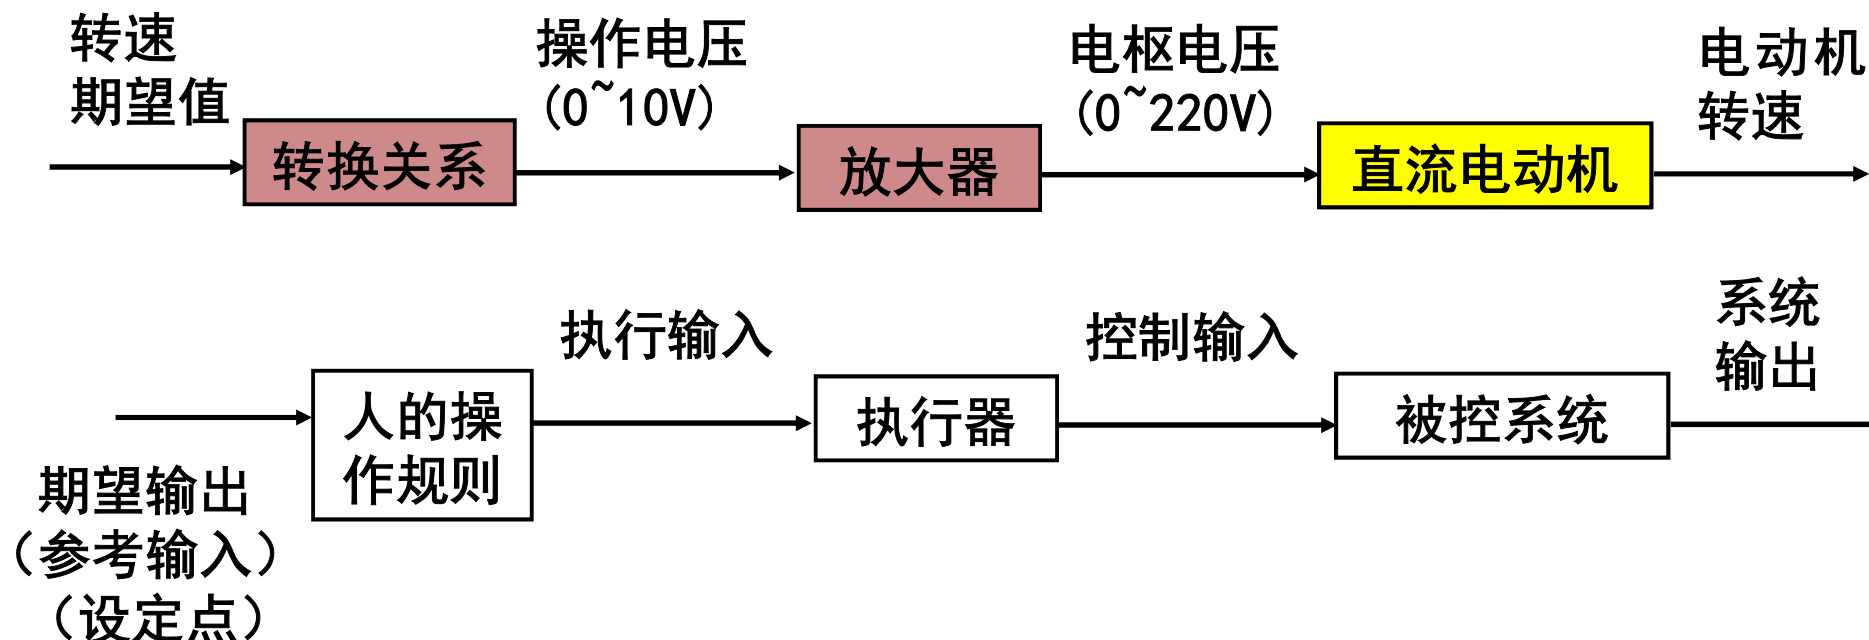 转速
期望值
转换关系
操作电压
(0~10V)
放大器
电枢电压
(0~220V)
直流电动机
电动机
转速
期望输出
（参考输入）
（设定点）
人的操
作规则
执行输入
执行器
控制输入
被控系统
系统
输出